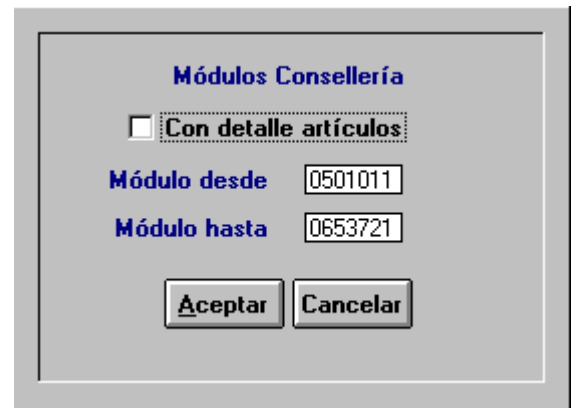 Módulos Consellería
Con detalle artículos
Módulo desde 0501011
Módulo hasta 0653721
Aceptar Cancelar